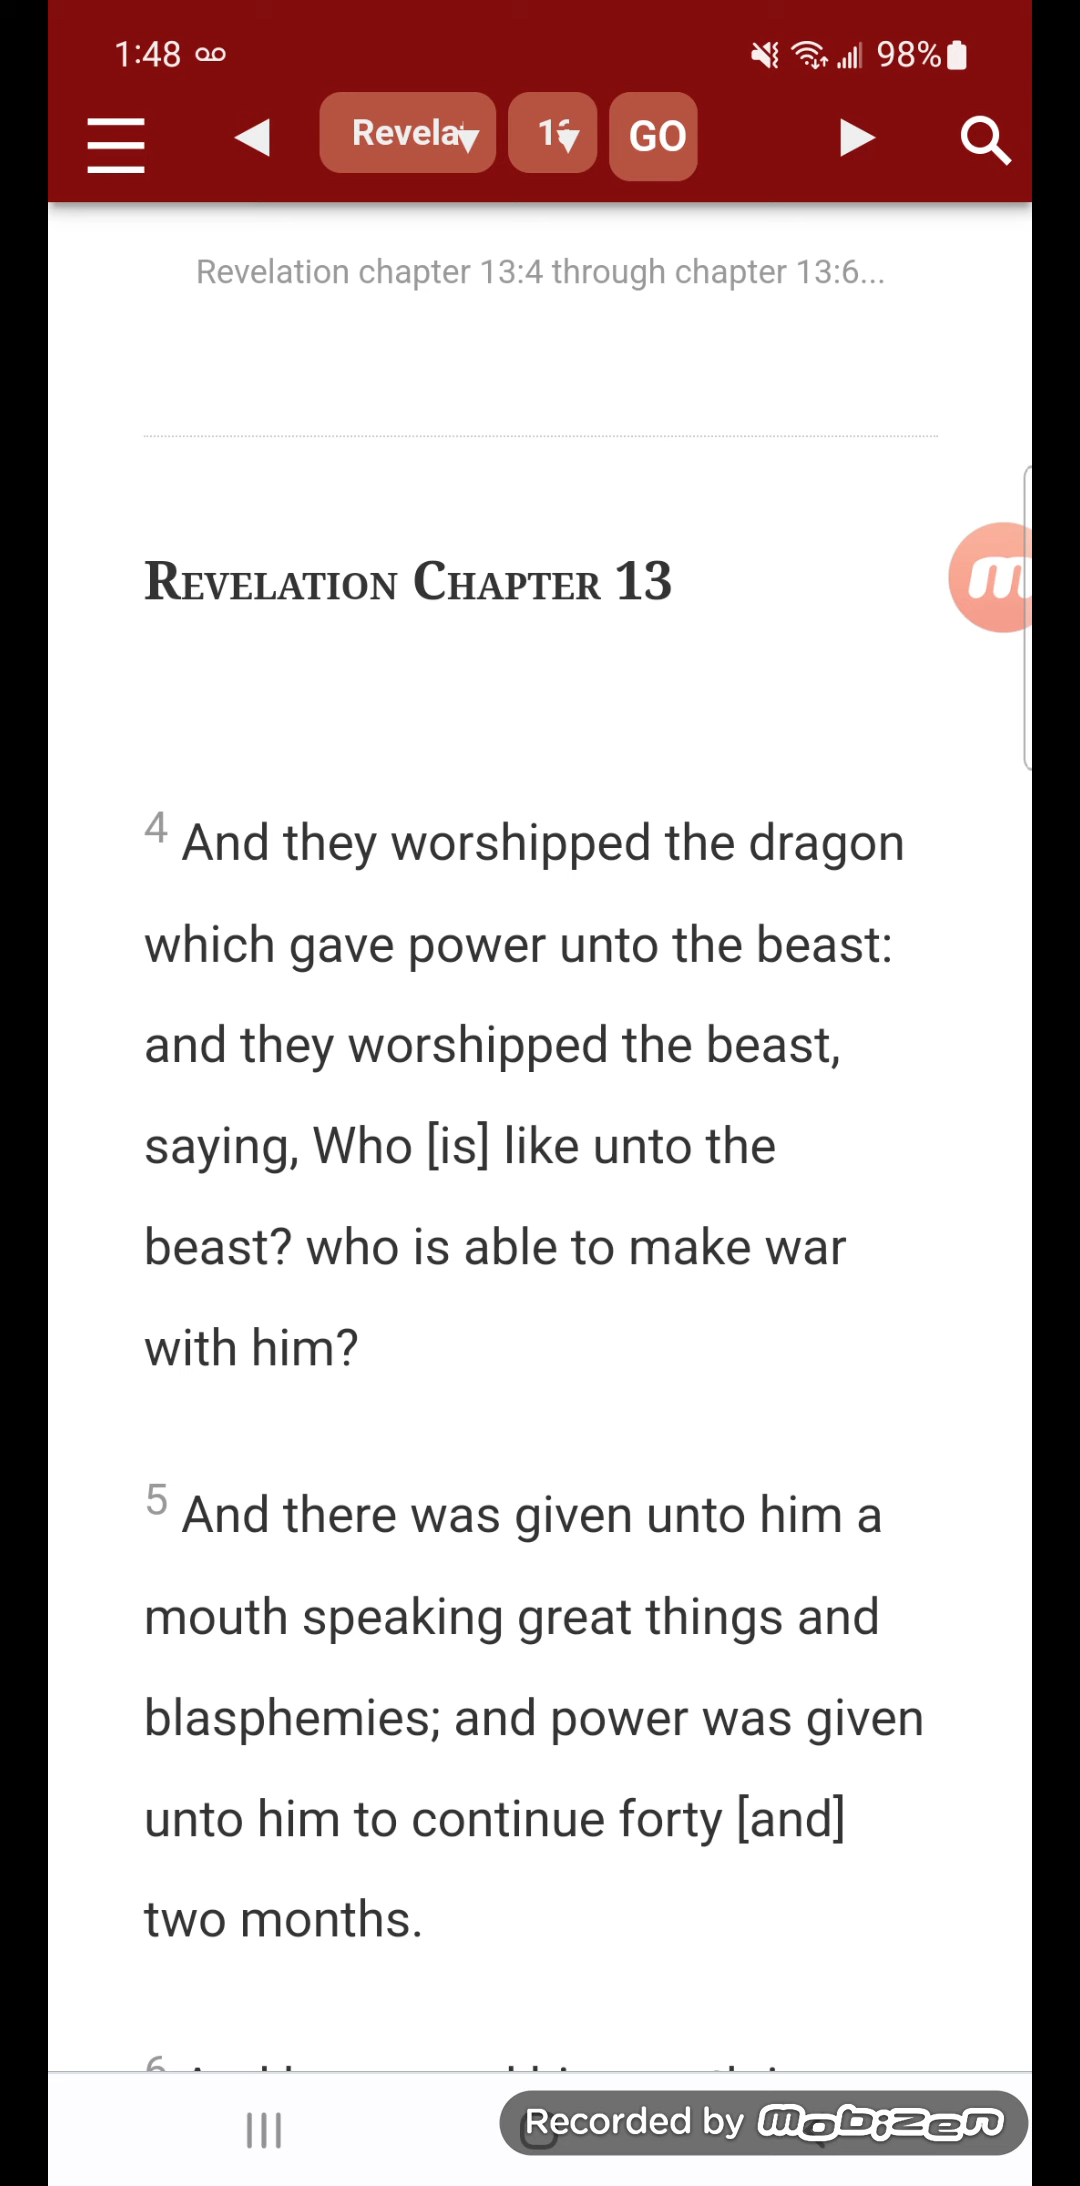 1:48
98%
Revela
GO
Revelation chapter 13:4 through chapter 13:6...
Revelation Chapter 13
4 And they worshipped the dragon
which gave power unto the beast:
and they worshipped the beast,
saying, Who [is] like unto the
beast? who is able to make war
with him?
5 And there was given unto him a
mouth speaking great things and
blasphemies; and power was given
unto him to continue forty [and]
two months.
Recorded by Mobizen